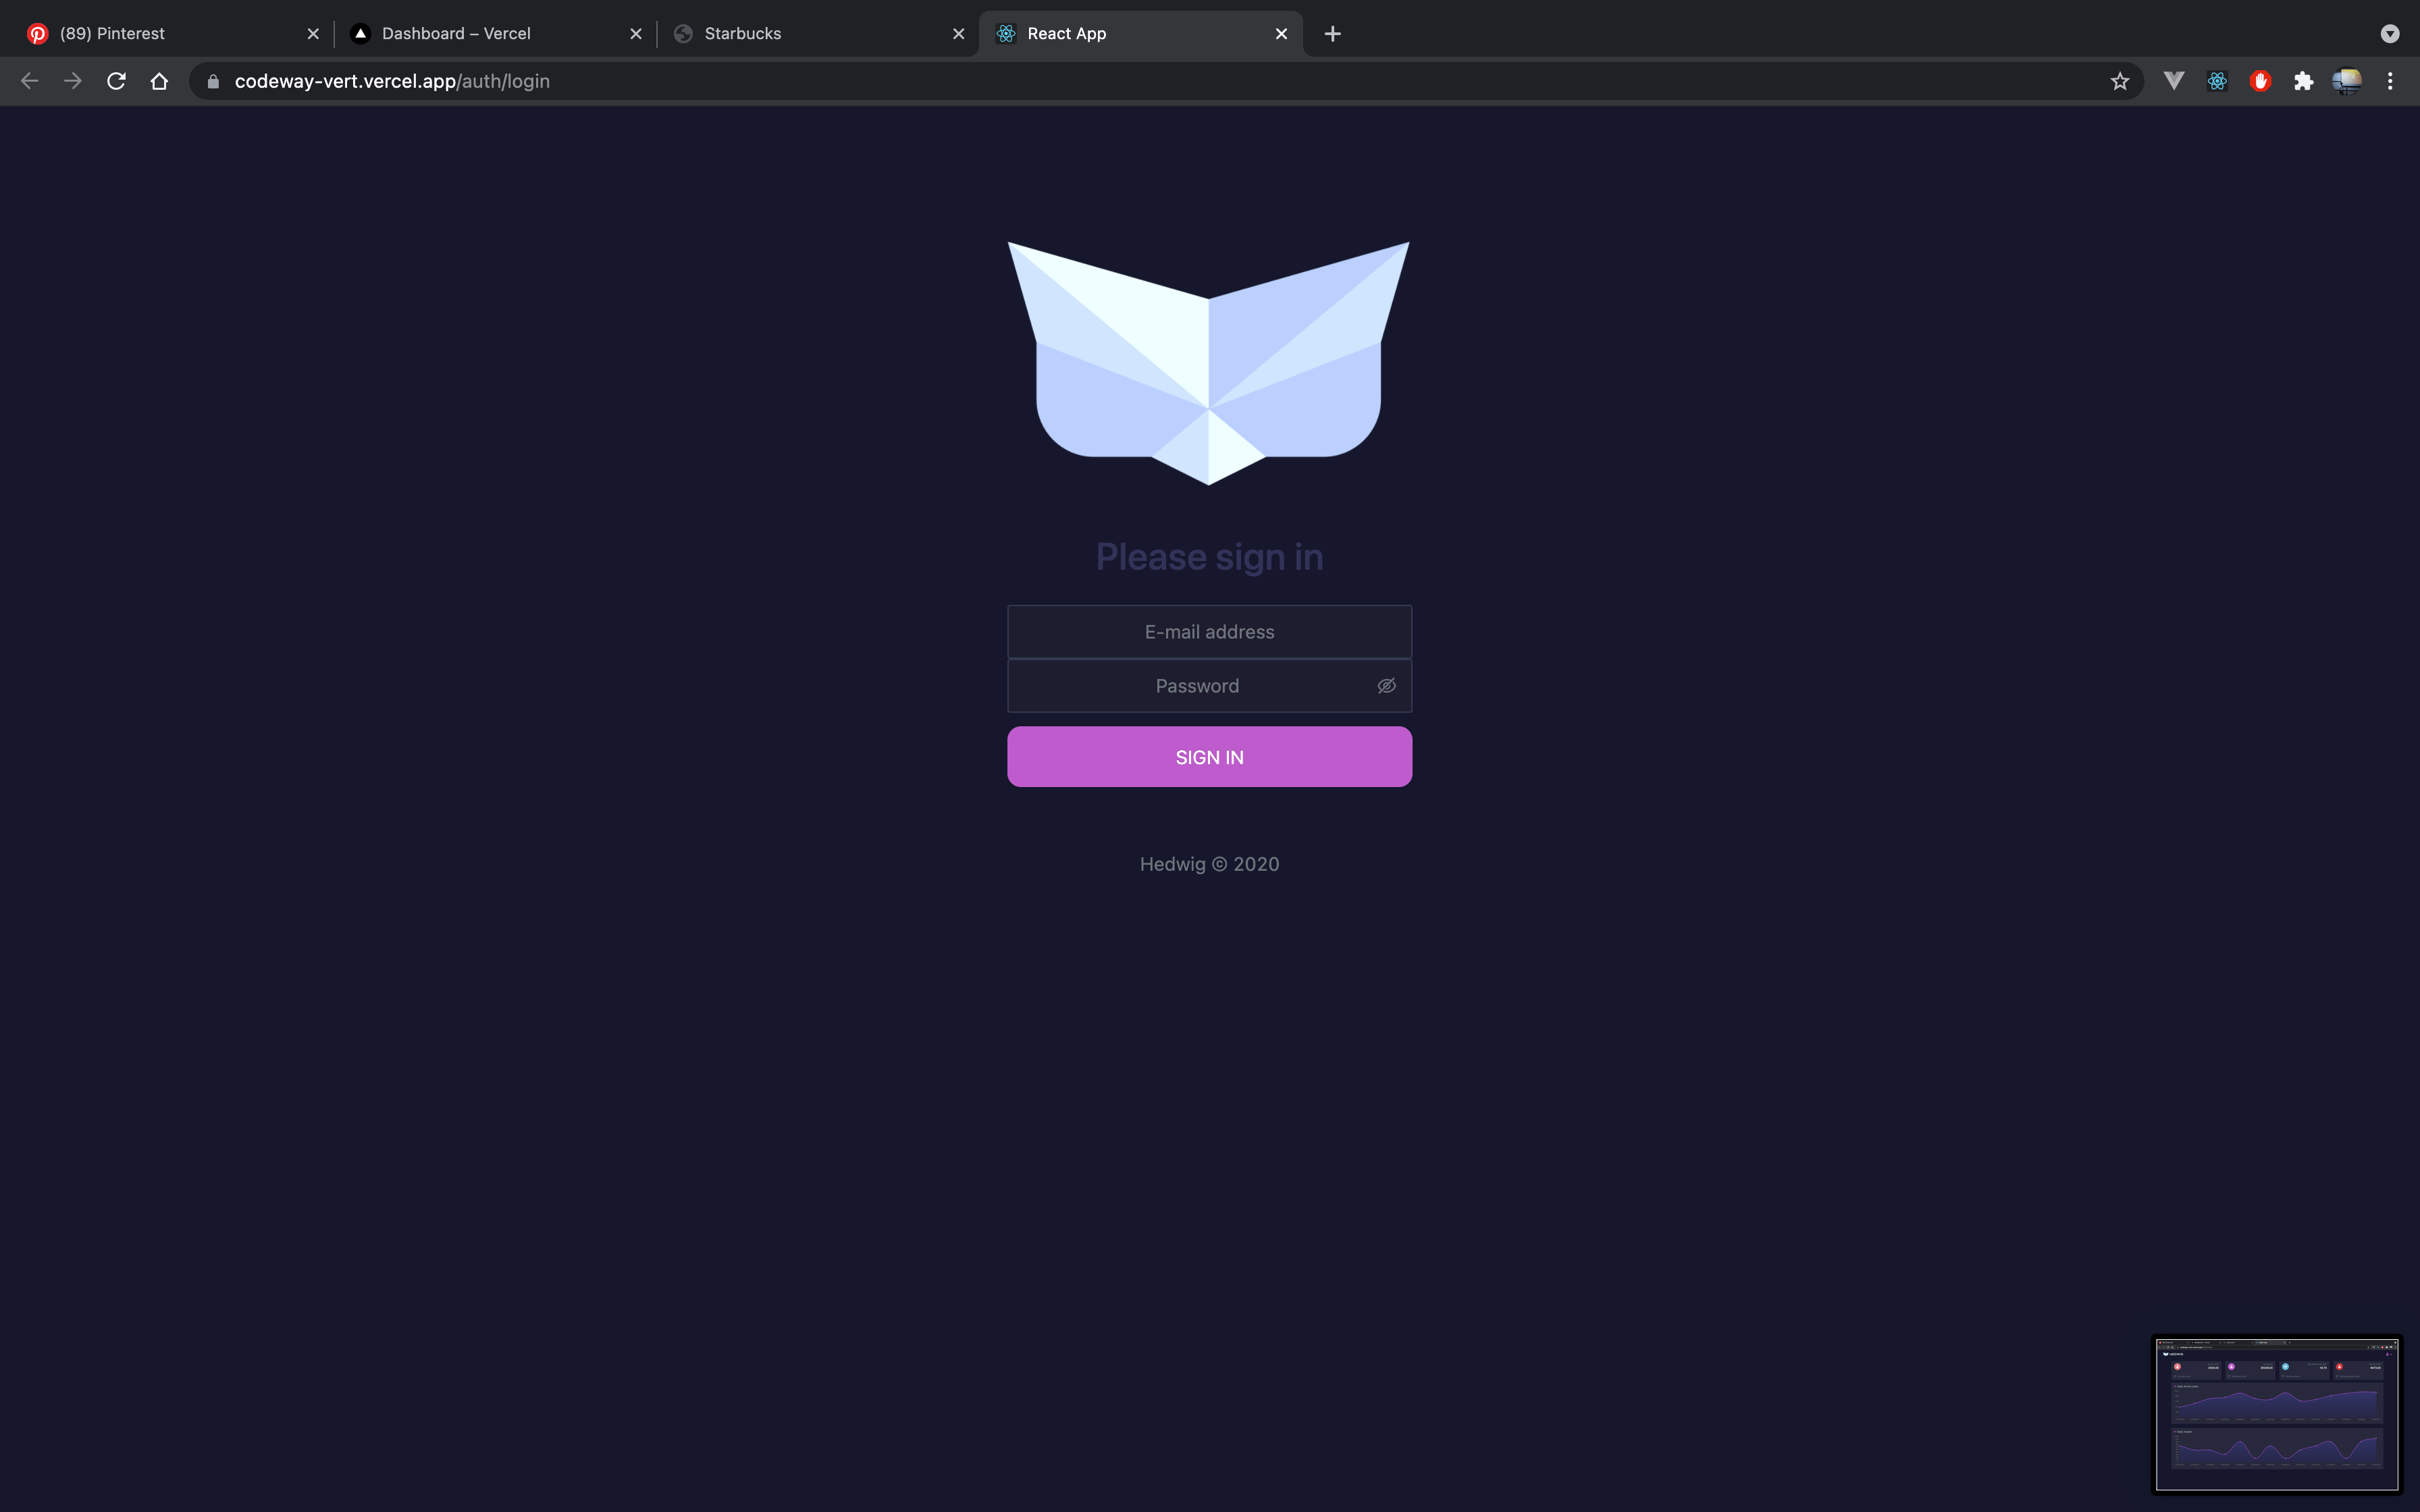 (89) Pinterest
Dashboard – Vercel
Starbucks
React App
codeway-vert.vercel.app/auth/login
Please sign in
E-mail address
Password
SIGN IN
Hedwig © 2020